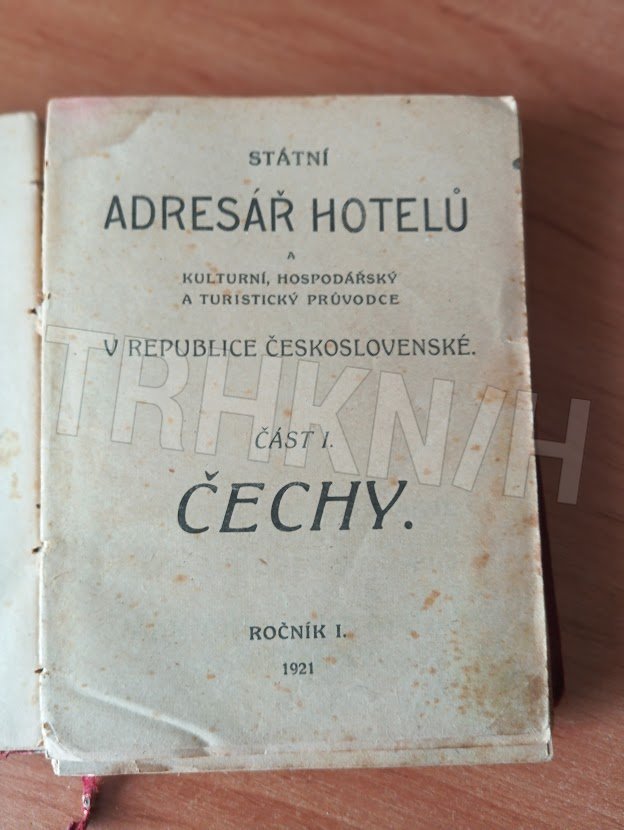 STÁTNÍ
ADRESÁŘ HOTELŮ
A
KULTURNÍ, HOSPODÁŘSKÝ
A TURISTICKÝ PRŮVODCE
V REPUBLICE ČESKOSLOVENSKÉ.
TRHKNIH
ČÁST I.
ČECHY.
ROČNÍK I.
1921